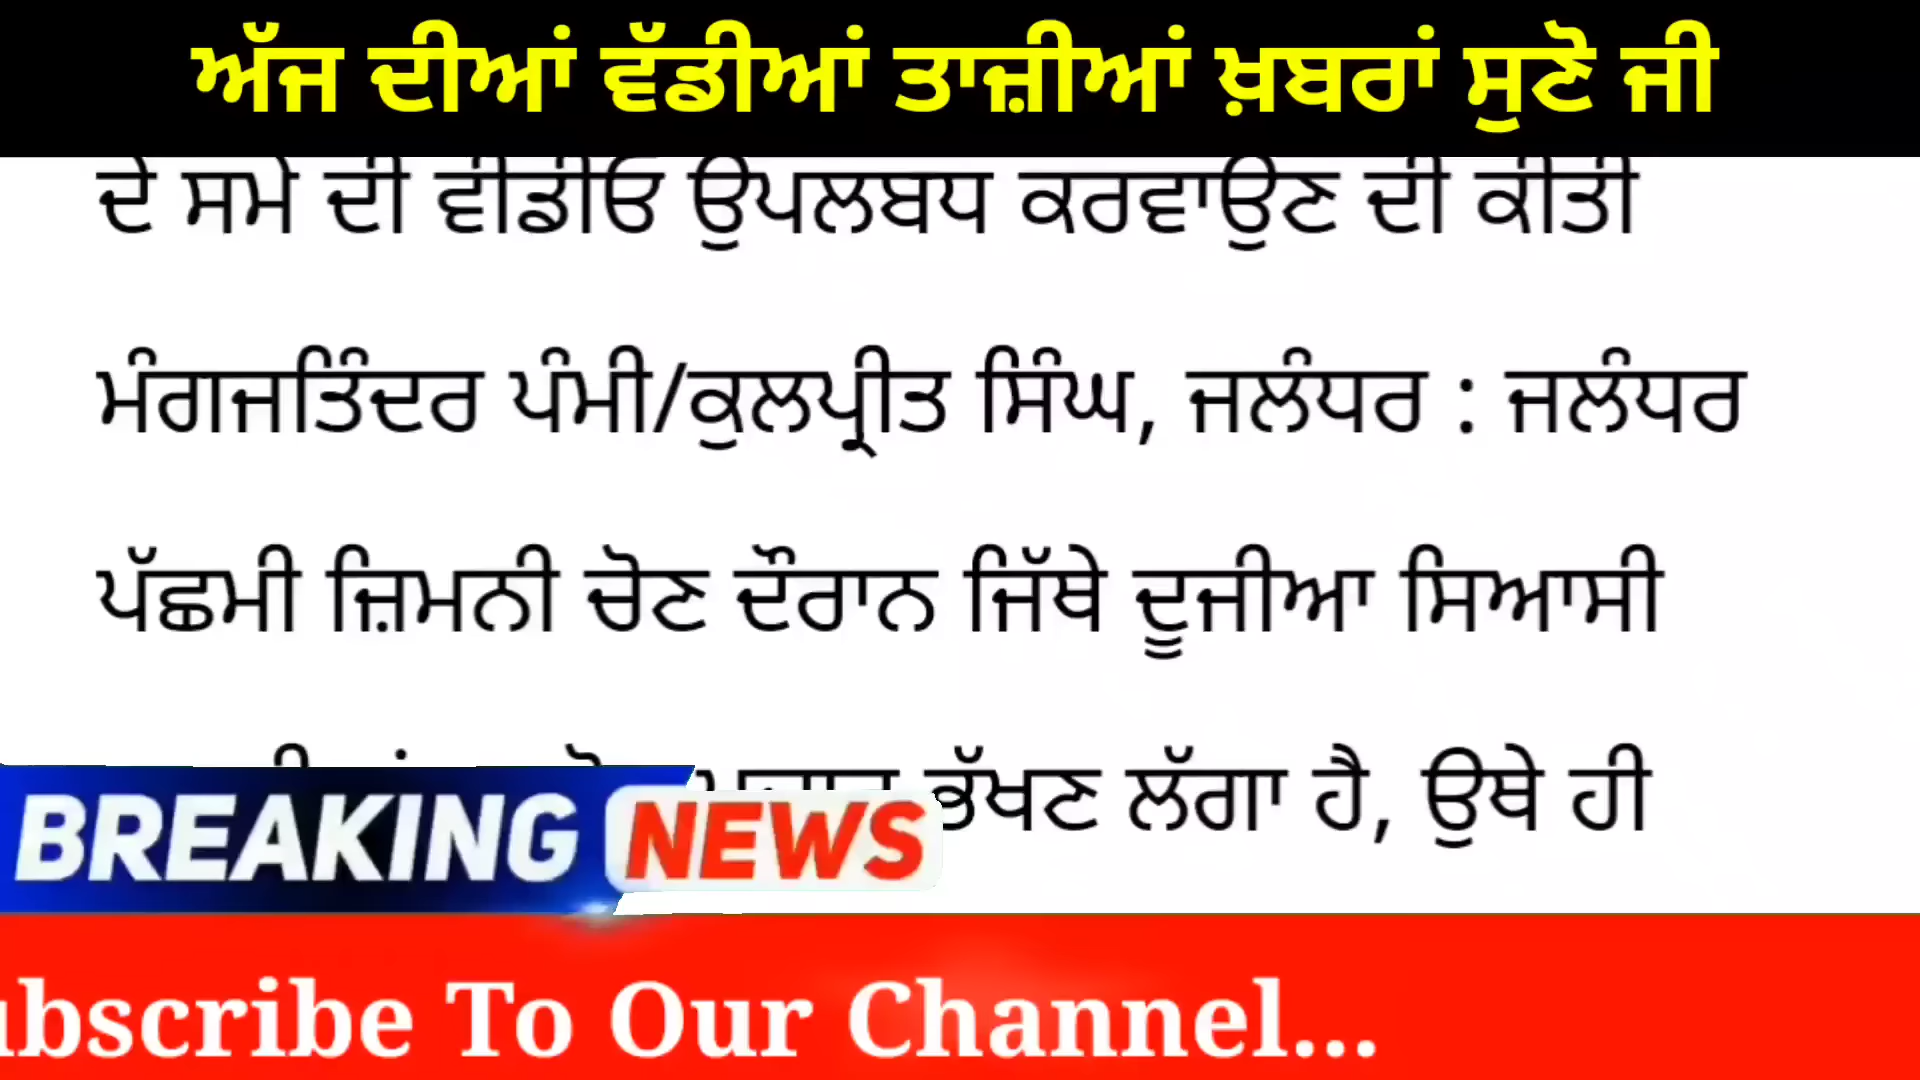 ਅੱਜ ਦੀਆਂ ਵੱਡੀਆਂ ਤਾਜ਼ੀਆਂ ਖ਼ਬਰਾਂ ਸੁਣੋ ਜੀ
ਦੇ ਸਮੇਂ ਦੀ ਵੀਡੀਓ ਉਪਲਬਧ ਕਰਵਾਉਣ ਦੀ ਕੀਤੀ
ਮੰਗਜਤਿੰਦਰ ਪੰਮੀ/ਕੁਲਪ੍ਰੀਤ ਸਿੰਘ, ਜਲੰਧਰ : ਜਲੰਧਰ
ਪੱਛਮੀ ਜ਼ਿਮਨੀ ਚੋਣ ਦੌਰਾਨ ਜਿੱਥੇ ਦੂਜੀਆ ਸਿਆਸੀ
ਭੱਖਣ ਲੱਗਾ ਹੈ, ਉਥੇ ਹੀ
BREAKING NEWS
ubscribe To Our Channel...